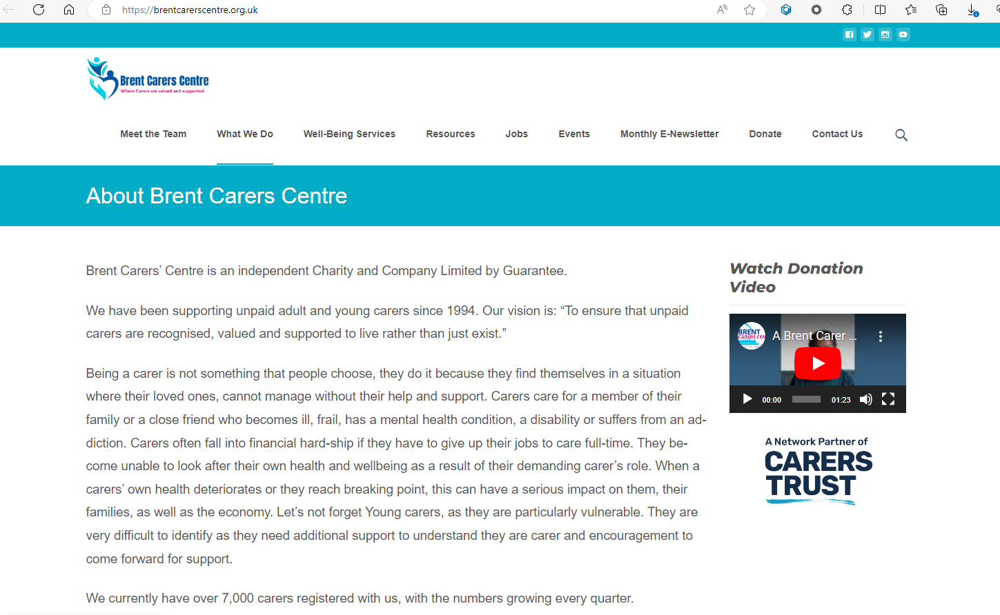 https://brentcarerscentre.org.uk
Brent Carers Centre
Where Carers are valued and supported
Meet the Team What We Do Well-Being Services Resources Jobs Events Monthly E-Newsletter Donate Contact Us
About Brent Carers Centre
Brent Carers’ Centre is an independent Charity and Company Limited by Guarantee.
We have been supporting unpaid adult and young carers since 1994. Our vision is: “To ensure that unpaid
carers are recognised, valued and supported to live rather than just exist.”
Being a carer is not something that people choose, they do it because they find themselves in a situation
where their loved ones, cannot manage without their help and support. Carers care for a member of their
family or a close friend who becomes ill, frail, has a mental health condition, a disability or suffers from an ad-
diction. Carers often fall into financial hard-ship if they have to give up their jobs to care full-time. They be-
come unable to look after their own health and wellbeing as a result of their demanding carer’s role. When a
carers’ own health deteriorates or they reach breaking point, this can have a serious impact on them, their
families, as well as the economy. Let’s not forget Young carers, as they are particularly vulnerable. They are
very difficult to identify as they need additional support to understand they are carer and encouragement to
come forward for support.
We currently have over 7,000 carers registered with us, with the numbers growing every quarter.
Watch Donation
Video
BRENT
CARERS CEN
A Brent Carer ...
00:00 01:23
A Network Partner of
CARERS
TRUST